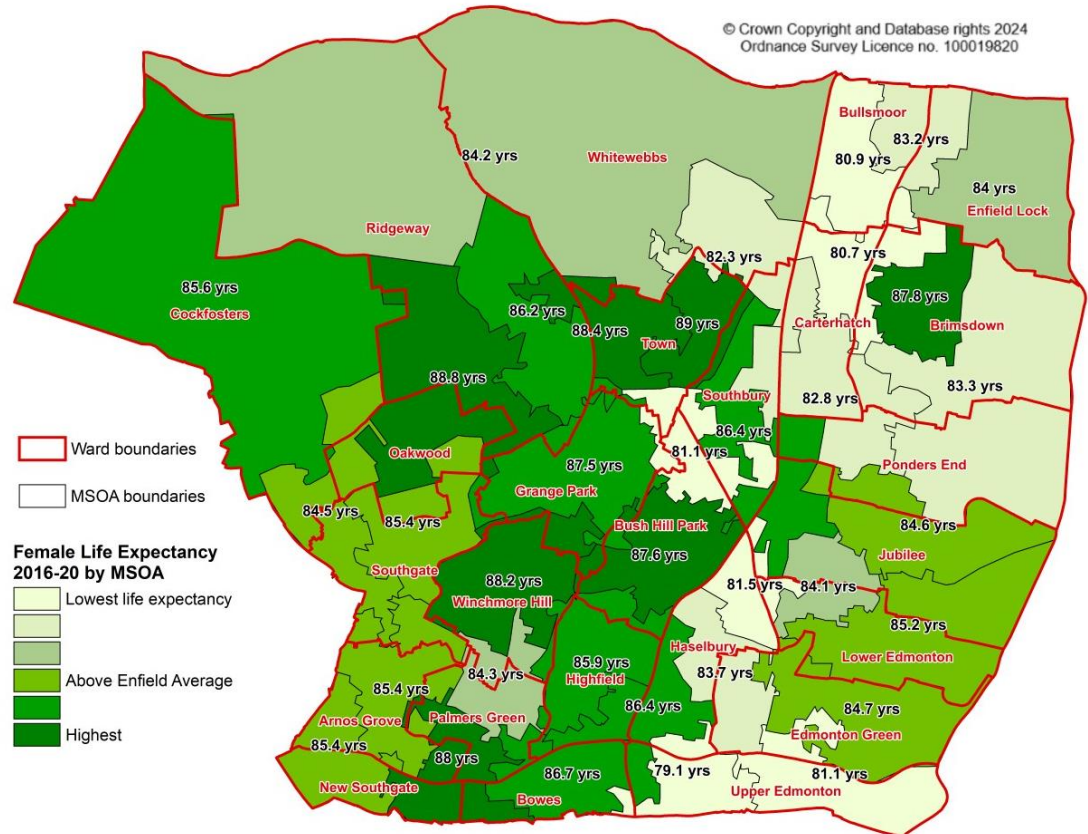 © Crown Copyright and Database rights 2024
Ordnance Survey Licence no. 100019820
Bullsmoor
83.2 yrs
84.2 yrs
Whitewebbs
80.9 yrs
84 yrs
Enfield Lock
Ridgeway
82.3 yrs
80.7 yrs
85.6 yrs
Cockfosters
86.2 yrs
88.4 yrs
89 yrs
Town
87.8 yrs
Carterhatch
Brimsdown
88.8 yrs
Southbury
82.8 yrs
83.3 yrs
86.4 yrs
Ward boundaries
Oakwood
81.1 yrs
87.5 yrs
Grange Park
Ponders End
MSOA boundaries
84.5 yrs
85.4 yrs
Bush Hill Park
87.6 yrs
84.6 yrs
Jubilee
Female Life Expectancy
2016-20 by MSOA
Lowest life expectancy
Above Enfield Average
Highest
Southgate
88.2 yrs
Winchmore Hill
81.5 yrs
84.1 yrs
85.2 yrs
Haselbury
Lower Edmonton
85.9 yrs
Highfield
84.3 yrs
83.7 yrs
85.4 yrs
Arnos Grove
Palmers Green
86.4 yrs
84.7 yrs
Edmonton Green
85.4 yrs
88 yrs
New Southgate
86.7 yrs
Bowes
79.1 yrs
81.1 yrs
Upper Edmonton